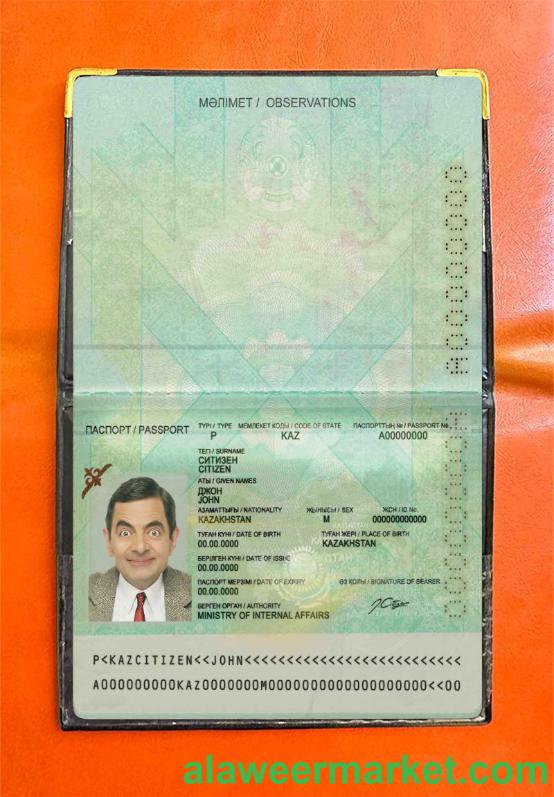 МӘЛІМЕТ / OBSERVATIONS
A00000000
ПАСПОРТ / PASSPORT
ТҮРІ / TYPE МЕМЛЕКЕТ КОДЫ / CODE OF STATE ПАСПОРТТЫҢ № / PASSPORT №
P KAZ A00000000
ТЕГІ / SURNAME
СИТИЗЕН
CITIZEN
АТЫ / GIVEN NAMES
ДЖОН
JOHN
АЗАМАТТЫҒЫ / NATIONALITY ЖЫНЫСЫ / SEX ЖСН / ID No.
KAZAKHSTAN M 000000000000
ТУҒАН КҮНІ / DATE OF BIRTH ТУҒАН ЖЕРІ / PLACE OF BIRTH
00.00.0000 KAZAKHSTAN
БЕРІЛГЕН КҮНІ / DATE OF ISSUE
00.00.0000
ПАСПОРТ МЕРЗІМІ / DATE OF EXPIRY ӨЗ ҚОЛЫ / SIGNATURE OF BEARER
00.00.0000
БЕРГЕН ОРГАН / AUTHORITY
MINISTRY OF INTERNAL AFFAIRS
P<KAZCITIZEN<<JOHN<<<<<<<<<<<<<<<<<<<<<<<<<<
A000000000KAZ0000000M000000000000000000<<00
alaweermarket.com